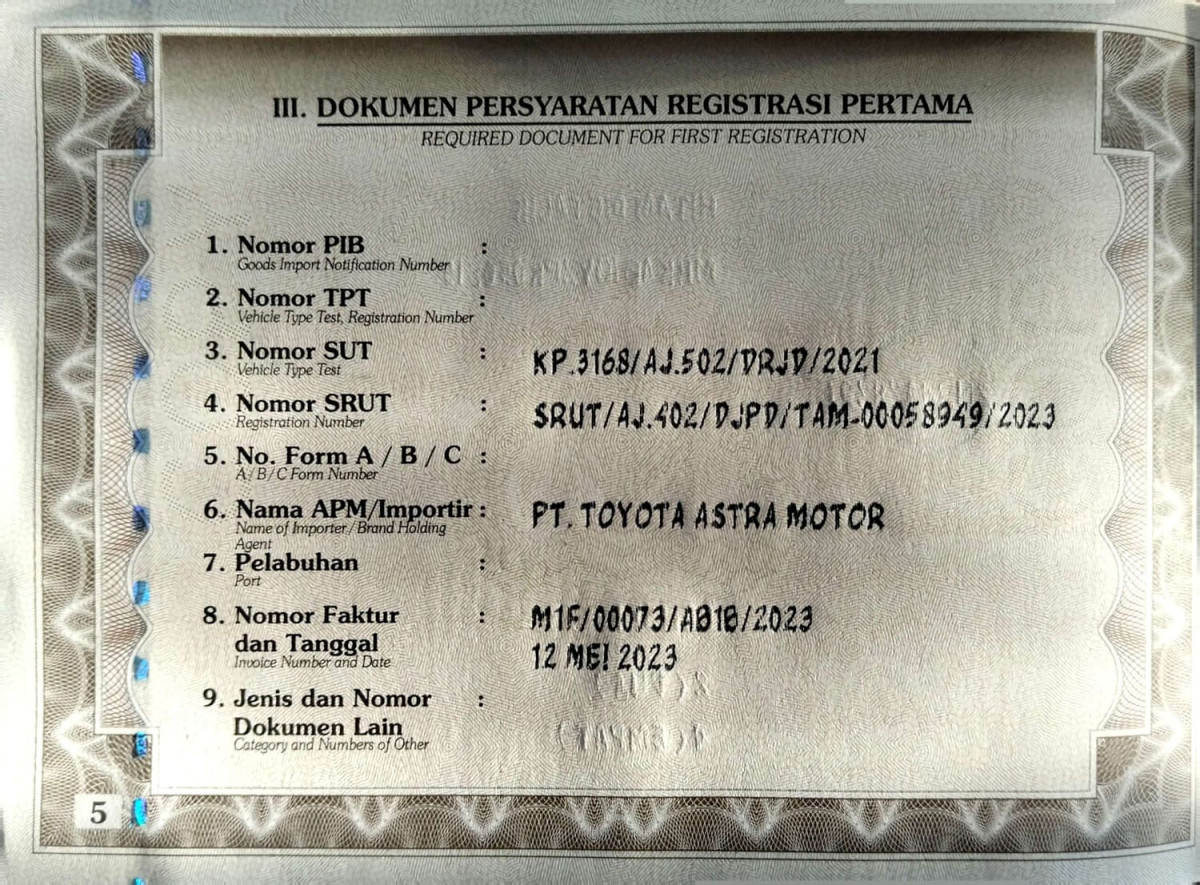 III. DOKUMEN PERSYARATAN REGISTRASI PERTAMA
REQUIRED DOCUMENT FOR FIRST REGISTRATION
1. Nomor PIB :
Goods Import Notification Number
2. Nomor TPT :
Vehicle Type Test, Registration Number
3. Nomor SUT : KP.3168/AJ.502/DRJD/2021
Vehicle Type Test
4. Nomor SRUT : SRUT/AJ.402/DJPD/TAM-00058949/2023
Registration Number
5. No. Form A / B / C :
A / B / C Form Number
6. Nama APM/Importir : PT. TOYOTA ASTRA MOTOR
Name of Importer / Brand Holding
Agent
7. Pelabuhan :
Port
8. Nomor Faktur : M1F/00073/AB1B/2023
dan Tanggal 12 MEI 2023
Invoice Number and Date
9. Jenis dan Nomor :
Dokumen Lain
Category and Numbers of Other
5